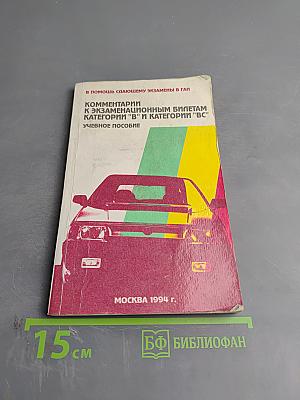 В ПОМОЩЬ СДАЮЩЕМУ ЭКЗАМЕНЫ В ГАИ
КОММЕНТАРИИ
К ЭКЗАМЕНАЦИОННЫМ БИЛЕТАМ
КАТЕГОРИИ "В" И КАТЕГОРИИ "ВС"
УЧЕБНОЕ ПОСОБИЕ
МОСКВА 1994 г.
15 см
БФ БИБЛИОФАН